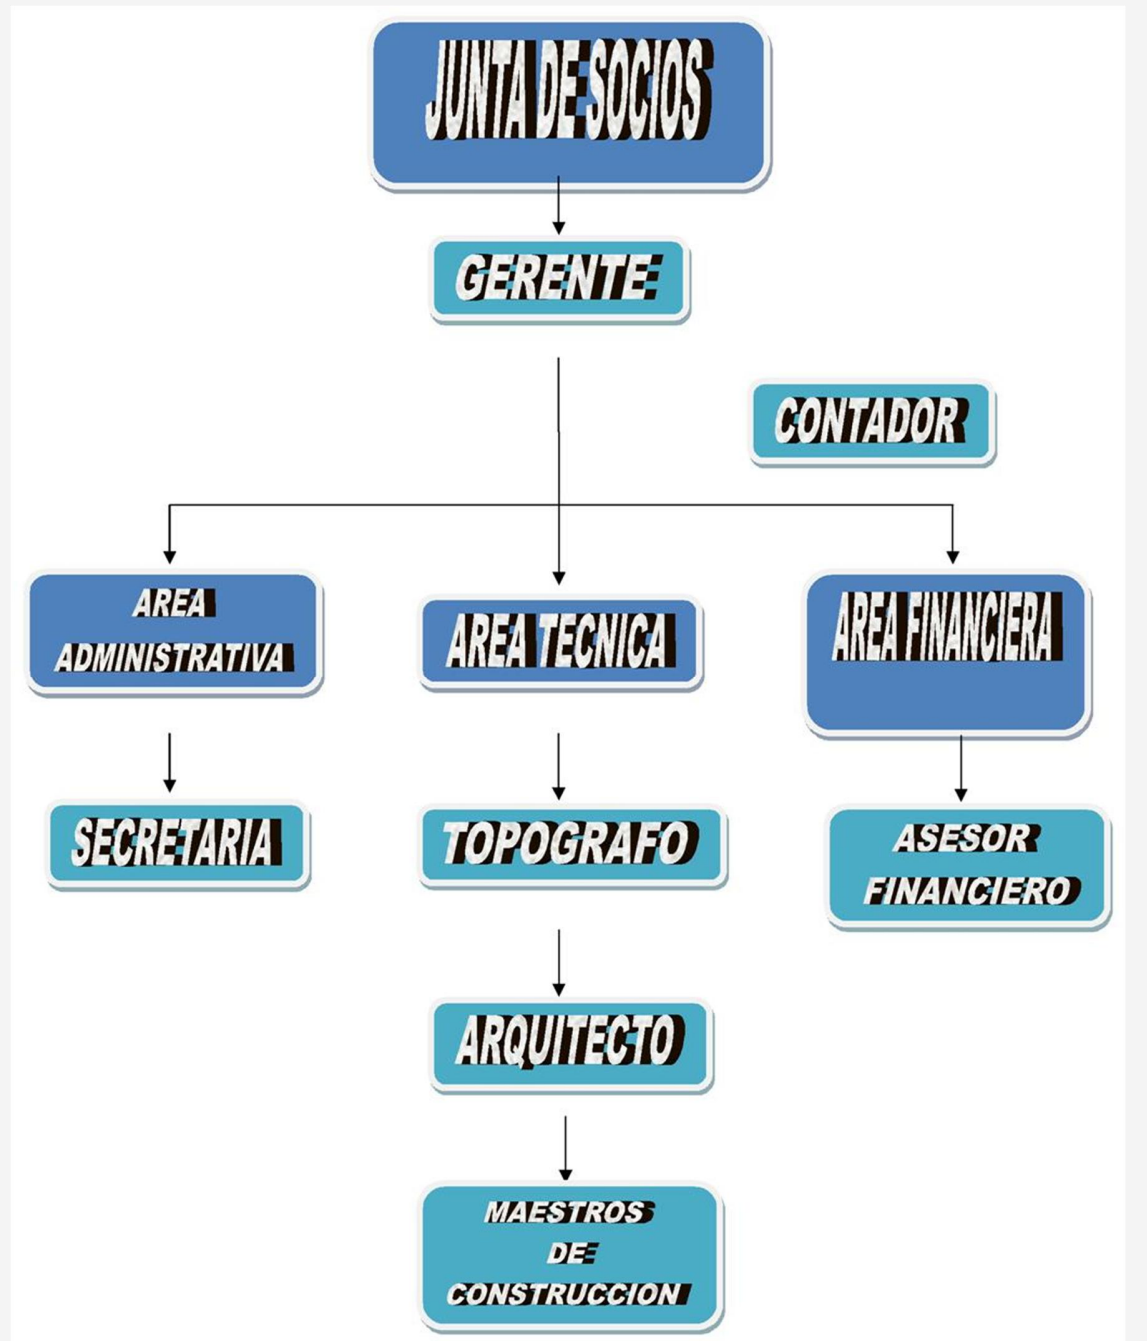 JUNTA DE SOCIOS
GERENTE
CONTADOR
AREA
ADMINISTRATIVA
AREA TECNICA
AREA FINANCIERA
SECRETARIA
TOPOGRAFO
ASESOR
FINANCIERO
ARQUITECTO
MAESTROS
DE
CONSTRUCCION